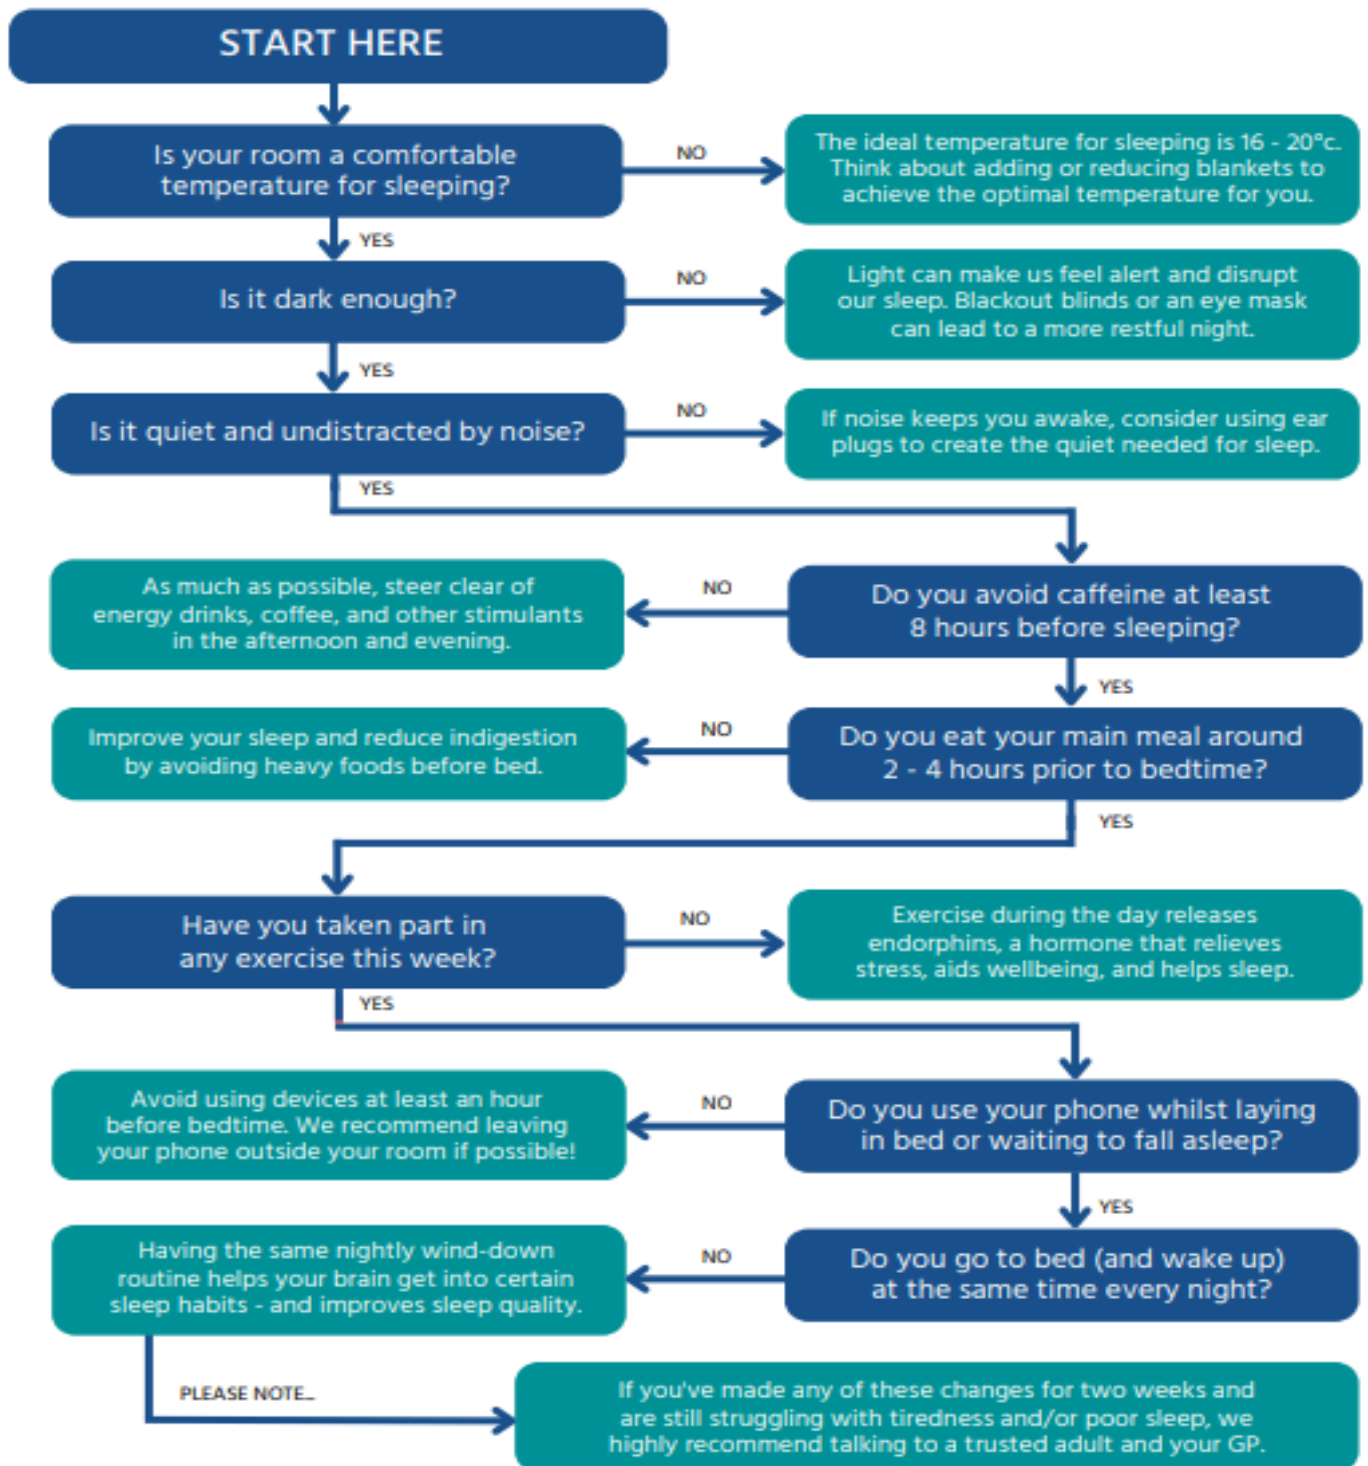 START HERE
Is your room a comfortable
temperature for sleeping?
NO
The ideal temperature for sleeping is 16 - 20°c.
Think about adding or reducing blankets to
achieve the optimal temperature for you.
YES
Is it dark enough?
NO
Light can make us feel alert and disrupt
our sleep. Blackout blinds or an eye mask
can lead to a more restful night.
YES
Is it quiet and undistracted by noise?
NO
If noise keeps you awake, consider using ear
plugs to create the quiet needed for sleep.
YES
Do you avoid caffeine at least
8 hours before sleeping?
NO
As much as possible, steer clear of
energy drinks, coffee, and other stimulants
in the afternoon and evening.
YES
Do you eat your main meal around
2 - 4 hours prior to bedtime?
NO
Improve your sleep and reduce indigestion
by avoiding heavy foods before bed.
YES
Have you taken part in
any exercise this week?
NO
Exercise during the day releases
endorphins, a hormone that relieves
stress, aids wellbeing, and helps sleep.
YES
Do you use your phone whilst laying
in bed or waiting to fall asleep?
NO
Avoid using devices at least an hour
before bedtime. We recommend leaving
your phone outside your room if possible!
YES
Do you go to bed (and wake up)
at the same time every night?
NO
Having the same nightly wind-down
routine helps your brain get into certain
sleep habits - and improves sleep quality.
PLEASE NOTE...
If you've made any of these changes for two weeks and
are still struggling with tiredness and/or poor sleep, we
highly recommend talking to a trusted adult and your GP.